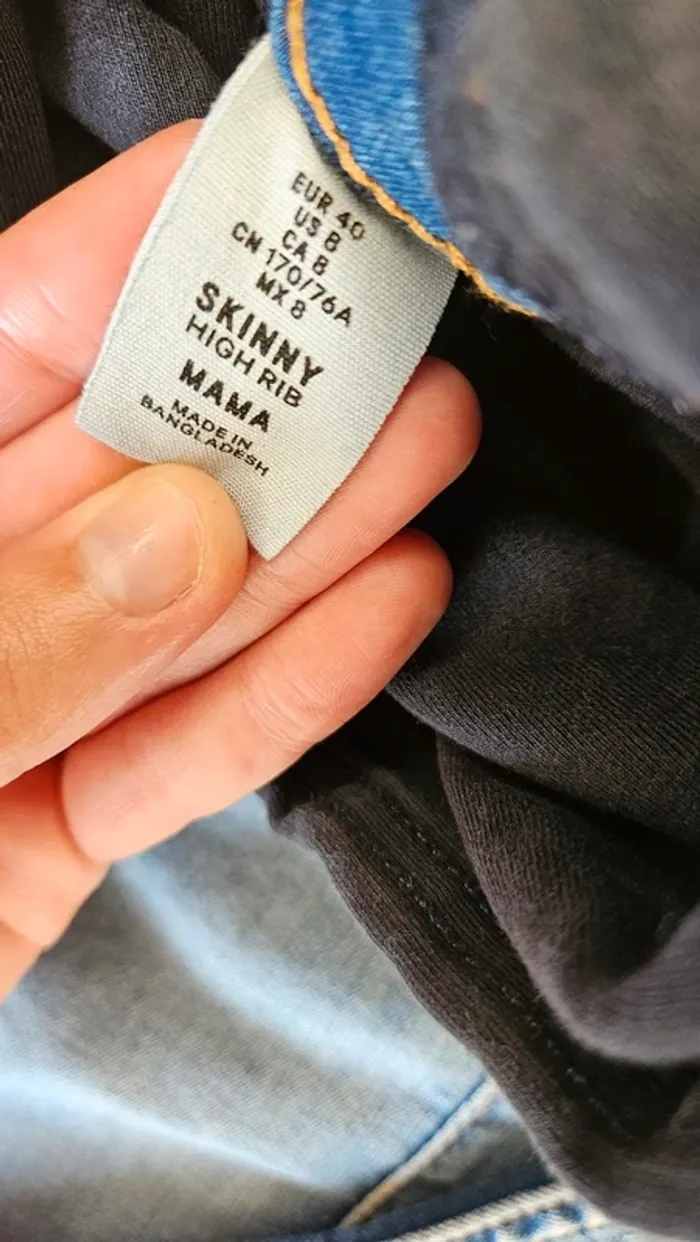 EUR 40
US 8
CA 8
CN 170/76A
MX 8
SKINNY
HIGH RIB
MAMA
MADE IN
BANGLADESH